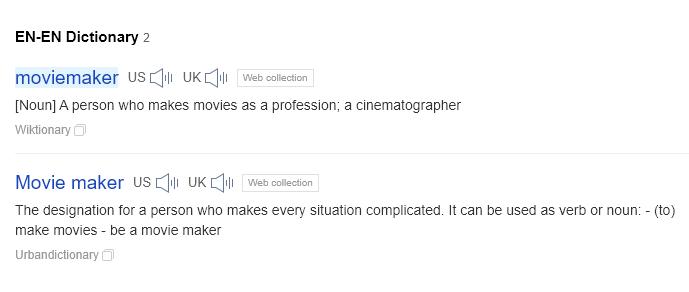 EN-EN Dictionary 2
moviemaker US UK Web collection
[Noun] A person who makes movies as a profession; a cinematographer
Wiktionary
Movie maker US UK Web collection
The designation for a person who makes every situation complicated. It can be used as verb or noun: - (to)
make movies - be a movie maker
Urbandictionary